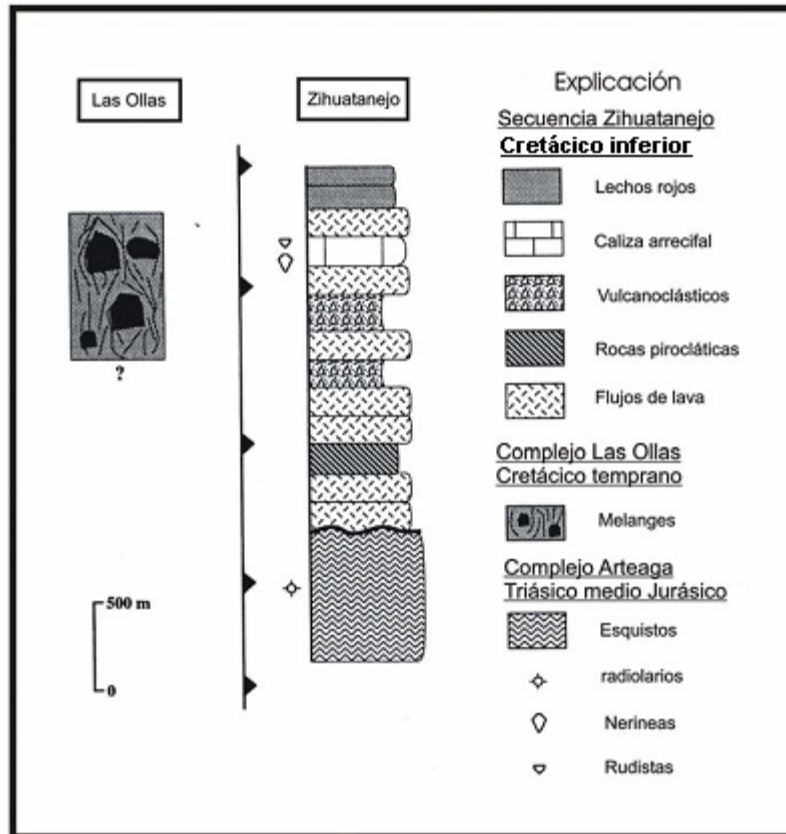 Las Ollas
Zihuatanejo
?
500 m
0
Explicación
Secuencia Zihuatanejo
Cretácico inferior
Lechos rojos
Caliza arrecifal
Vulcanoclásticos
Rocas pirocláticas
Flujos de lava
Complejo Las Ollas
Cretácico temprano
Melanges
Complejo Arteaga
Triásico medio Jurásico
Esquistos
radiolarios
Nerineas
Rudistas